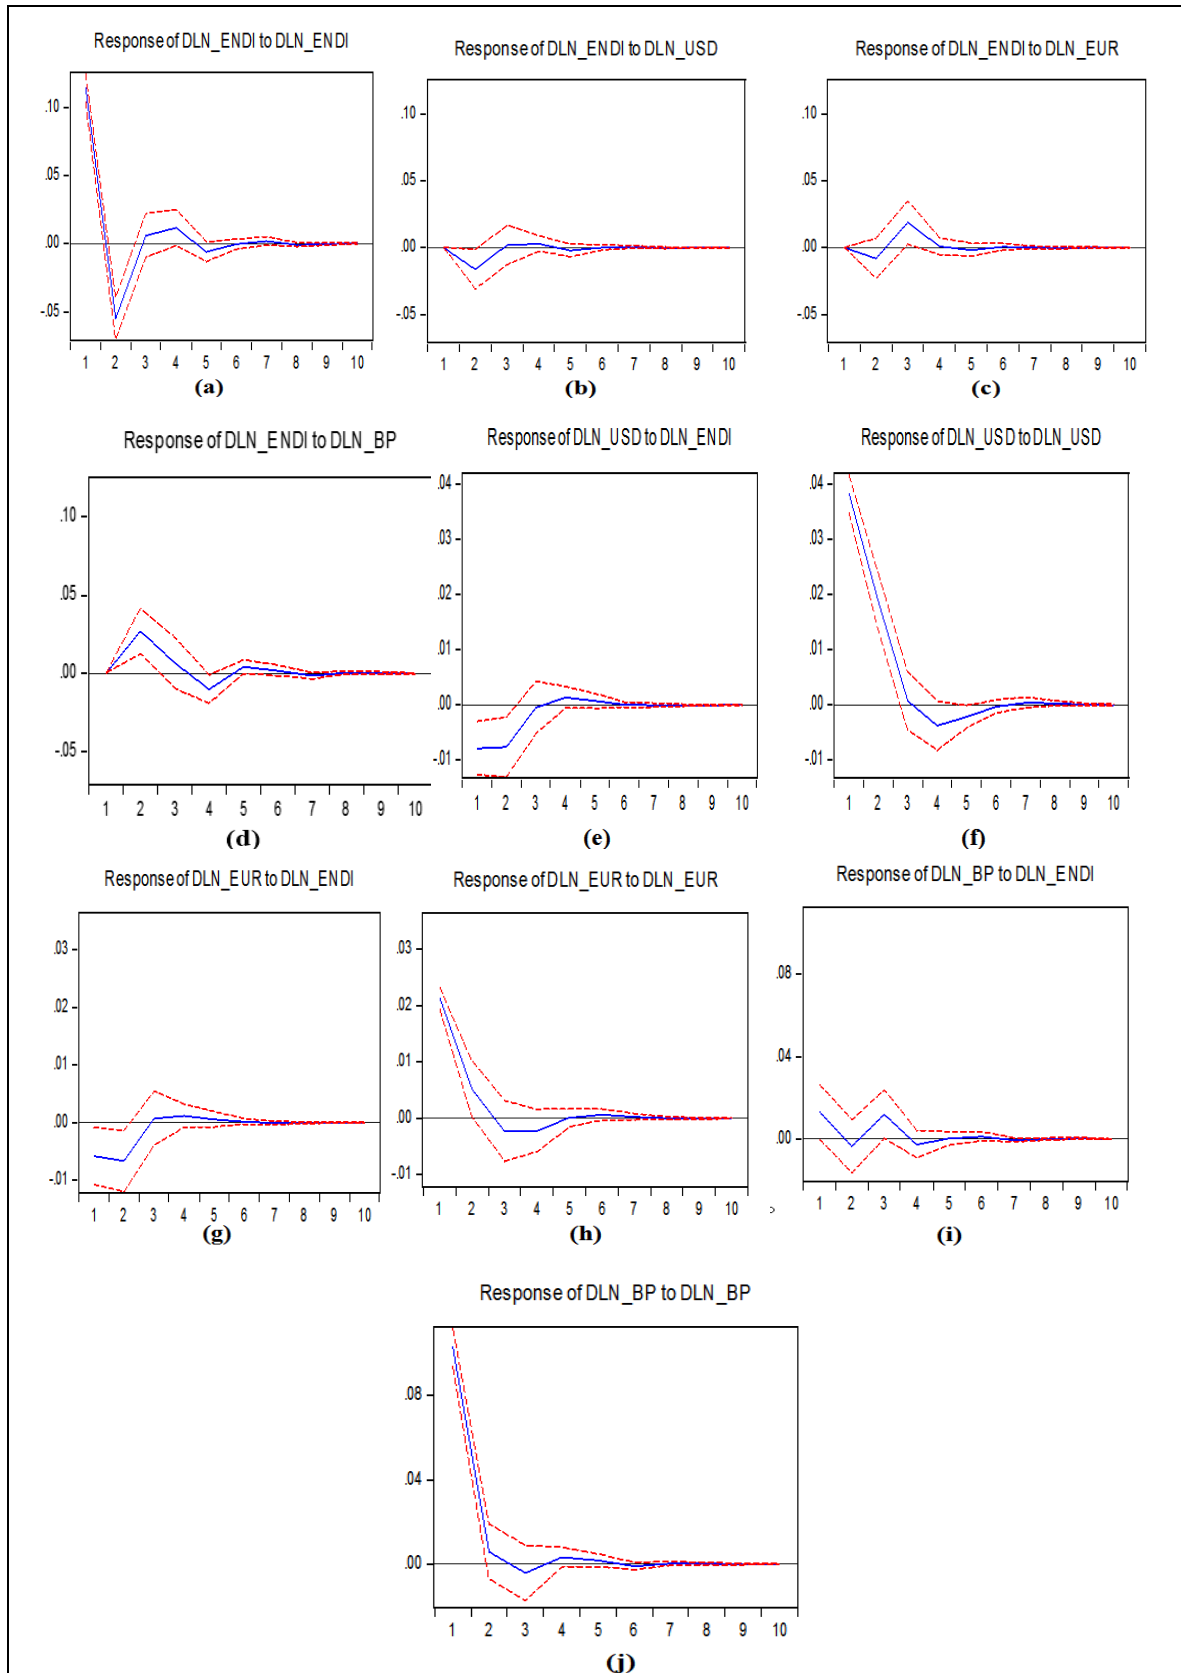 Response of DLN_ENDI to DLN_ENDI
.10
.05
.00
-.05
1 2 3 4 5 6 7 8 9 10
(a)
Response of DLN_ENDI to DLN_USD
.10
.05
.00
-.05
1 2 3 4 5 6 7 8 9 10
(b)
Response of DLN_ENDI to DLN_EUR
.10
.05
.00
-.05
1 2 3 4 5 6 7 8 9 10
(c)
Response of DLN_ENDI to DLN_BP
.10
.05
.00
-.05
1 2 3 4 5 6 7 8 9 10
(d)
Response of DLN_USD to DLN_ENDI
.04
.03
.02
.01
.00
-.01
1 2 3 4 5 6 7 8 9 10
(e)
Response of DLN_USD to DLN_USD
.04
.03
.02
.01
.00
-.01
1 2 3 4 5 6 7 8 9 10
(f)
Response of DLN_EUR to DLN_ENDI
.03
.02
.01
.00
-.01
1 2 3 4 5 6 7 8 9 10
(g)
Response of DLN_EUR to DLN_EUR
.03
.02
.01
.00
-.01
1 2 3 4 5 6 7 8 9 10
(h)
Response of DLN_BP to DLN_ENDI
.08
.04
.00
1 2 3 4 5 6 7 8 9 10
(i)
Response of DLN_BP to DLN_BP
.08
.04
.00
1 2 3 4 5 6 7 8 9 10
(j)